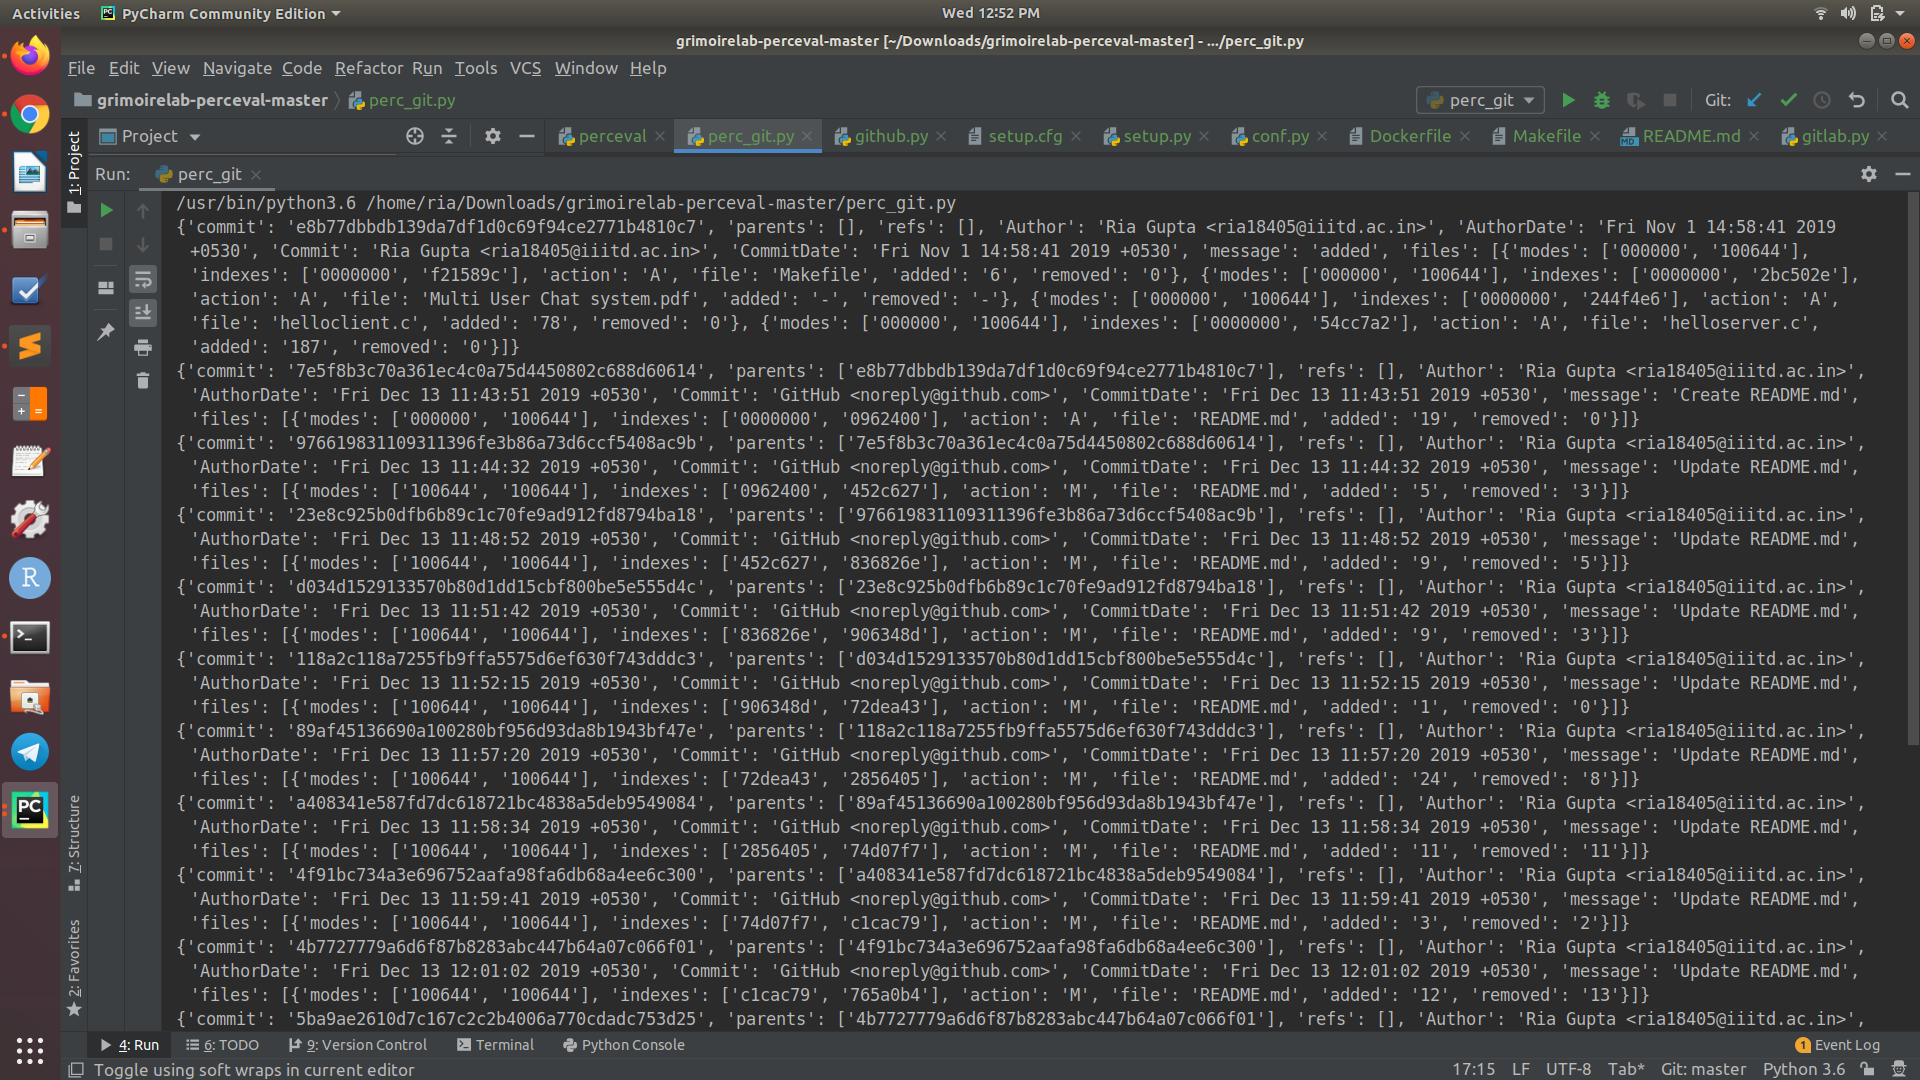 Activities PyCharm Community Edition Wed 12:52 PM
grimoirelab-perceval-master [~/Downloads/grimoirelab-perceval-master] - .../perc_git.py
File Edit View Navigate Code Refactor Run Tools VCS Window Help
grimoirelab-perceval-master perc_git.py perc_git Git:
Project perceval perc_git.py github.py setup.cfg setup.py conf.py Dockerfile Makefile README.md gitlab.py
1: Project
Run: perc_git
/usr/bin/python3.6 /home/ria/Downloads/grimoirelab-perceval-master/perc_git.py
{'commit': 'e8b77dbbdb139da7df1d0c69f94ce2771b4810c7', 'parents': [], 'refs': [], 'Author': 'Ria Gupta <ria18405@iiitd.ac.in>', 'AuthorDate': 'Fri Nov 1 14:58:41 2019
+0530', 'Commit': 'Ria Gupta <ria18405@iiitd.ac.in>', 'CommitDate': 'Fri Nov 1 14:58:41 2019 +0530', 'message': 'added', 'files': [{'modes': ['000000', '100644'],
'indexes': ['0000000', 'f21589c'], 'action': 'A', 'file': 'Makefile', 'added': '6', 'removed': '0'}, {'modes': ['000000', '100644'], 'indexes': ['0000000', '2bc502e'],
'action': 'A', 'file': 'Multi User Chat system.pdf', 'added': '-', 'removed': '-'}, {'modes': ['000000', '100644'], 'indexes': ['0000000', '244f4e6'], 'action': 'A',
'file': 'helloclient.c', 'added': '78', 'removed': '0'}, {'modes': ['000000', '100644'], 'indexes': ['0000000', '54cc7a2'], 'action': 'A', 'file': 'helloserver.c',
'added': '187', 'removed': '0'}]}
{'commit': '7e5f8b3c70a361ec4c0a75d4450802c688d60614', 'parents': ['e8b77dbbdb139da7df1d0c69f94ce2771b4810c7'], 'refs': [], 'Author': 'Ria Gupta <ria18405@iiitd.ac.in>',
'AuthorDate': 'Fri Dec 13 11:43:51 2019 +0530', 'Commit': 'GitHub <noreply@github.com>', 'CommitDate': 'Fri Dec 13 11:43:51 2019 +0530', 'message': 'Create README.md',
'files': [{'modes': ['000000', '100644'], 'indexes': ['0000000', '0962400'], 'action': 'A', 'file': 'README.md', 'added': '19', 'removed': '0'}]}
{'commit': '976619831109311396fe3b86a73d6ccf5408ac9b', 'parents': ['7e5f8b3c70a361ec4c0a75d4450802c688d60614'], 'refs': [], 'Author': 'Ria Gupta <ria18405@iiitd.ac.in>',
'AuthorDate': 'Fri Dec 13 11:44:32 2019 +0530', 'Commit': 'GitHub <noreply@github.com>', 'CommitDate': 'Fri Dec 13 11:44:32 2019 +0530', 'message': 'Update README.md',
'files': [{'modes': ['100644', '100644'], 'indexes': ['0962400', '452c627'], 'action': 'M', 'file': 'README.md', 'added': '5', 'removed': '3'}]}
{'commit': '23e8c925b0dfb6b89c1c70fe9ad912fd8794ba18', 'parents': ['976619831109311396fe3b86a73d6ccf5408ac9b'], 'refs': [], 'Author': 'Ria Gupta <ria18405@iiitd.ac.in>',
'AuthorDate': 'Fri Dec 13 11:48:52 2019 +0530', 'Commit': 'GitHub <noreply@github.com>', 'CommitDate': 'Fri Dec 13 11:48:52 2019 +0530', 'message': 'Update README.md',
'files': [{'modes': ['100644', '100644'], 'indexes': ['452c627', '836826e'], 'action': 'M', 'file': 'README.md', 'added': '9', 'removed': '5'}]}
{'commit': 'd034d1529133570b80d1dd15cbf800be5e555d4c', 'parents': ['23e8c925b0dfb6b89c1c70fe9ad912fd8794ba18'], 'refs': [], 'Author': 'Ria Gupta <ria18405@iiitd.ac.in>',
'AuthorDate': 'Fri Dec 13 11:51:42 2019 +0530', 'Commit': 'GitHub <noreply@github.com>', 'CommitDate': 'Fri Dec 13 11:51:42 2019 +0530', 'message': 'Update README.md',
'files': [{'modes': ['100644', '100644'], 'indexes': ['836826e', '906348d'], 'action': 'M', 'file': 'README.md', 'added': '9', 'removed': '3'}]}
{'commit': '118a2c118a7255fb9ffa5575d6ef630f743dddc3', 'parents': ['d034d1529133570b80d1dd15cbf800be5e555d4c'], 'refs': [], 'Author': 'Ria Gupta <ria18405@iiitd.ac.in>',
'AuthorDate': 'Fri Dec 13 11:52:15 2019 +0530', 'Commit': 'GitHub <noreply@github.com>', 'CommitDate': 'Fri Dec 13 11:52:15 2019 +0530', 'message': 'Update README.md',
'files': [{'modes': ['100644', '100644'], 'indexes': ['906348d', '72dea43'], 'action': 'M', 'file': 'README.md', 'added': '1', 'removed': '0'}]}
{'commit': '89af45136690a100280bf956d93da8b1943bf47e', 'parents': ['118a2c118a7255fb9ffa5575d6ef630f743dddc3'], 'refs': [], 'Author': 'Ria Gupta <ria18405@iiitd.ac.in>',
'AuthorDate': 'Fri Dec 13 11:57:20 2019 +0530', 'Commit': 'GitHub <noreply@github.com>', 'CommitDate': 'Fri Dec 13 11:57:20 2019 +0530', 'message': 'Update README.md',
'files': [{'modes': ['100644', '100644'], 'indexes': ['72dea43', '2856405'], 'action': 'M', 'file': 'README.md', 'added': '24', 'removed': '8'}]}
{'commit': 'a408341e587fd7dc618721bc4838a5deb9549084', 'parents': ['89af45136690a100280bf956d93da8b1943bf47e'], 'refs': [], 'Author': 'Ria Gupta <ria18405@iiitd.ac.in>',
'AuthorDate': 'Fri Dec 13 11:58:34 2019 +0530', 'Commit': 'GitHub <noreply@github.com>', 'CommitDate': 'Fri Dec 13 11:58:34 2019 +0530', 'message': 'Update README.md',
'files': [{'modes': ['100644', '100644'], 'indexes': ['2856405', '74d07f7'], 'action': 'M', 'file': 'README.md', 'added': '11', 'removed': '11'}]}
{'commit': '4f91bc734a3e696752aafa98fa6db68a4ee6c300', 'parents': ['a408341e587fd7dc618721bc4838a5deb9549084'], 'refs': [], 'Author': 'Ria Gupta <ria18405@iiitd.ac.in>',
'AuthorDate': 'Fri Dec 13 11:59:41 2019 +0530', 'Commit': 'GitHub <noreply@github.com>', 'CommitDate': 'Fri Dec 13 11:59:41 2019 +0530', 'message': 'Update README.md',
'files': [{'modes': ['100644', '100644'], 'indexes': ['74d07f7', 'c1cac79'], 'action': 'M', 'file': 'README.md', 'added': '3', 'removed': '2'}]}
{'commit': '4b7727779a6d6f87b8283abc447b64a07c066f01', 'parents': ['4f91bc734a3e696752aafa98fa6db68a4ee6c300'], 'refs': [], 'Author': 'Ria Gupta <ria18405@iiitd.ac.in>',
'AuthorDate': 'Fri Dec 13 12:01:02 2019 +0530', 'Commit': 'GitHub <noreply@github.com>', 'CommitDate': 'Fri Dec 13 12:01:02 2019 +0530', 'message': 'Update README.md',
'files': [{'modes': ['100644', '100644'], 'indexes': ['c1cac79', '765a0b4'], 'action': 'M', 'file': 'README.md', 'added': '12', 'removed': '13'}]}
{'commit': '5ba9ae2610d7c167c2c2b4006a770cdadc753d25', 'parents': ['4b7727779a6d6f87b8283abc447b64a07c066f01'], 'refs': [], 'Author': 'Ria Gupta <ria18405@iiitd.ac.in>',
7: Structure
2: Favorites
4: Run 6: TODO 9: Version Control Terminal Python Console 1 Event Log
Toggle using soft wraps in current editor 17:15 LF UTF-8 Tab* Git: master Python 3.6